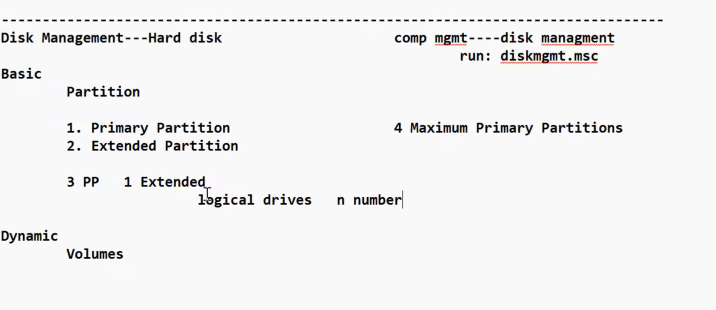 --------------------------------------------------------------------------------
Disk Management---Hard disk comp mgmt----disk managment
run: diskmgmt.msc
Basic
Partition
1. Primary Partition 4 Maximum Primary Partitions
2. Extended Partition
3 PP 1 Extended
logical drives n number
Dynamic
Volumes